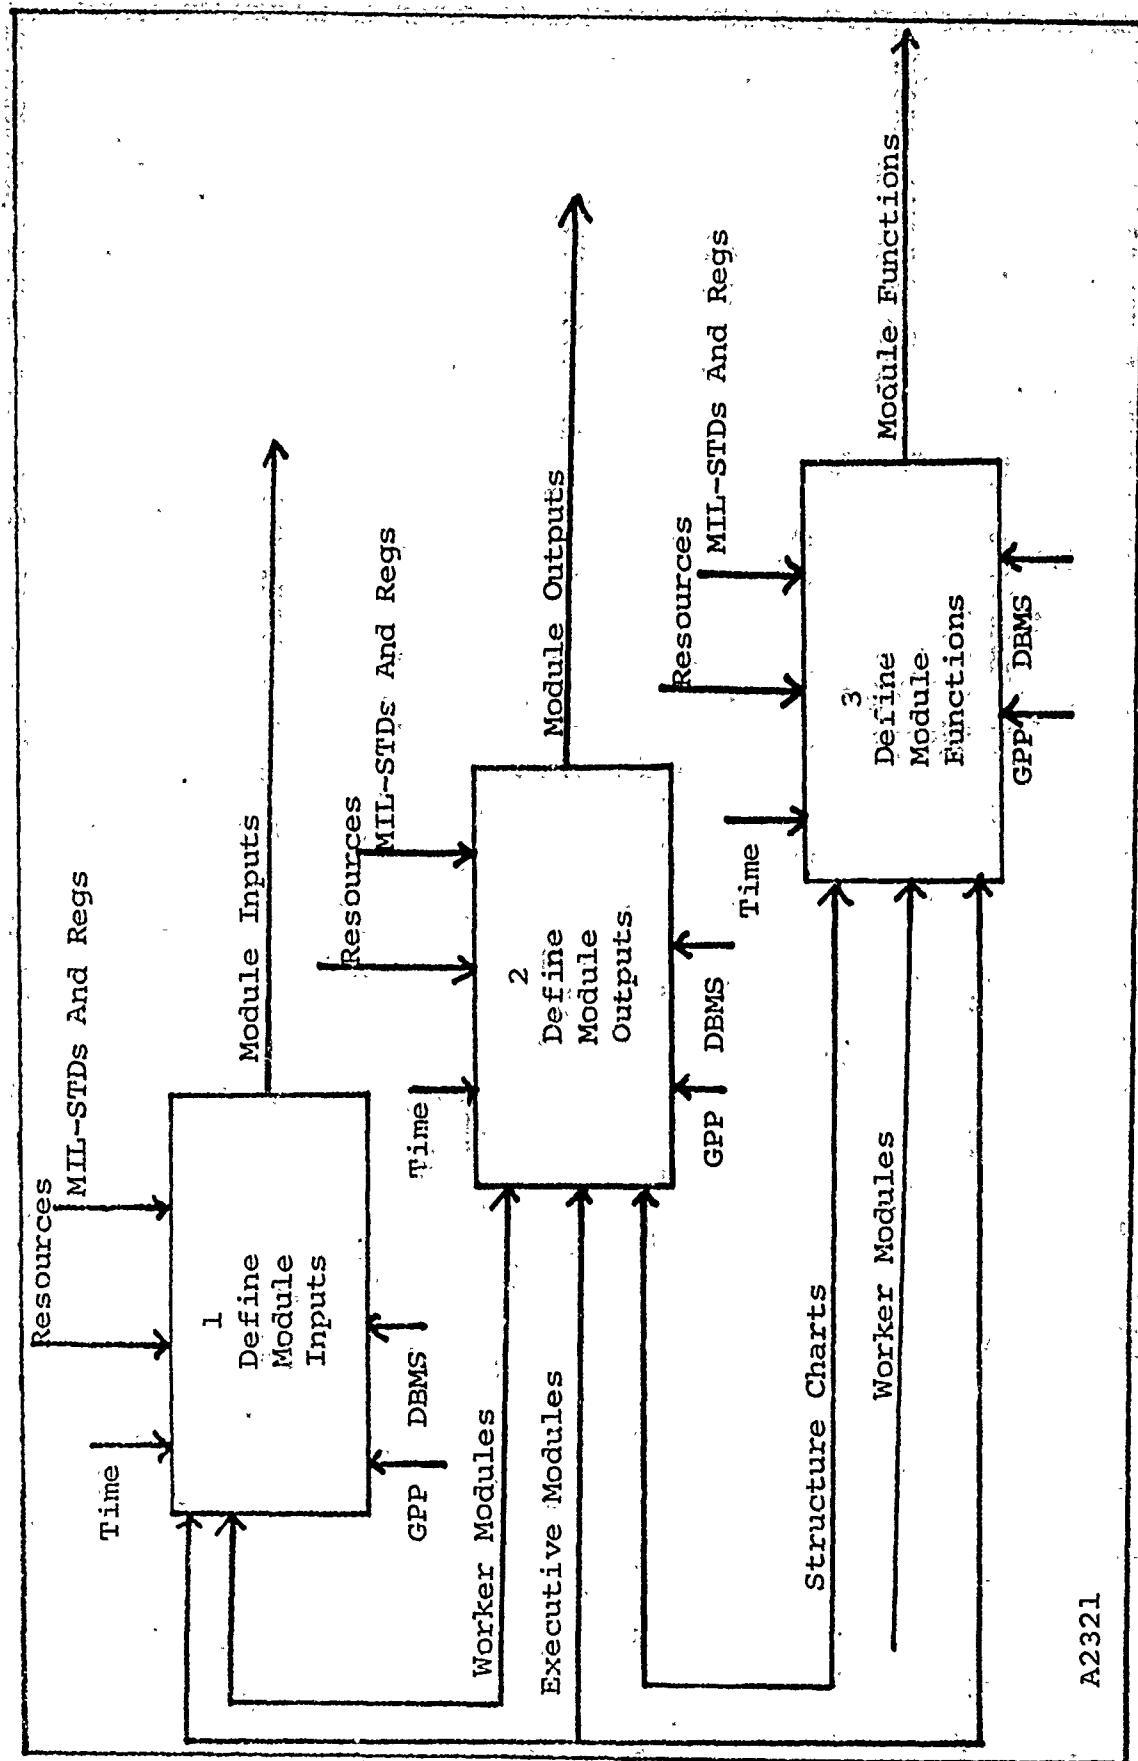 Resources
MIL-STDs And Regs
Time
1
Define
Module
Inputs
Module Inputs
GPP
DBMS
Resources
MIL-STDs And Regs
Time
Worker Modules
2
Define
Module
Outputs
Module Outputs
Executive Modules
GPP
DBMS
Resources
MIL-STDs And Regs
Time
Structure Charts
3
Define
Module
Functions
Module Functions
Worker Modules
GPP
DBMS
A2321